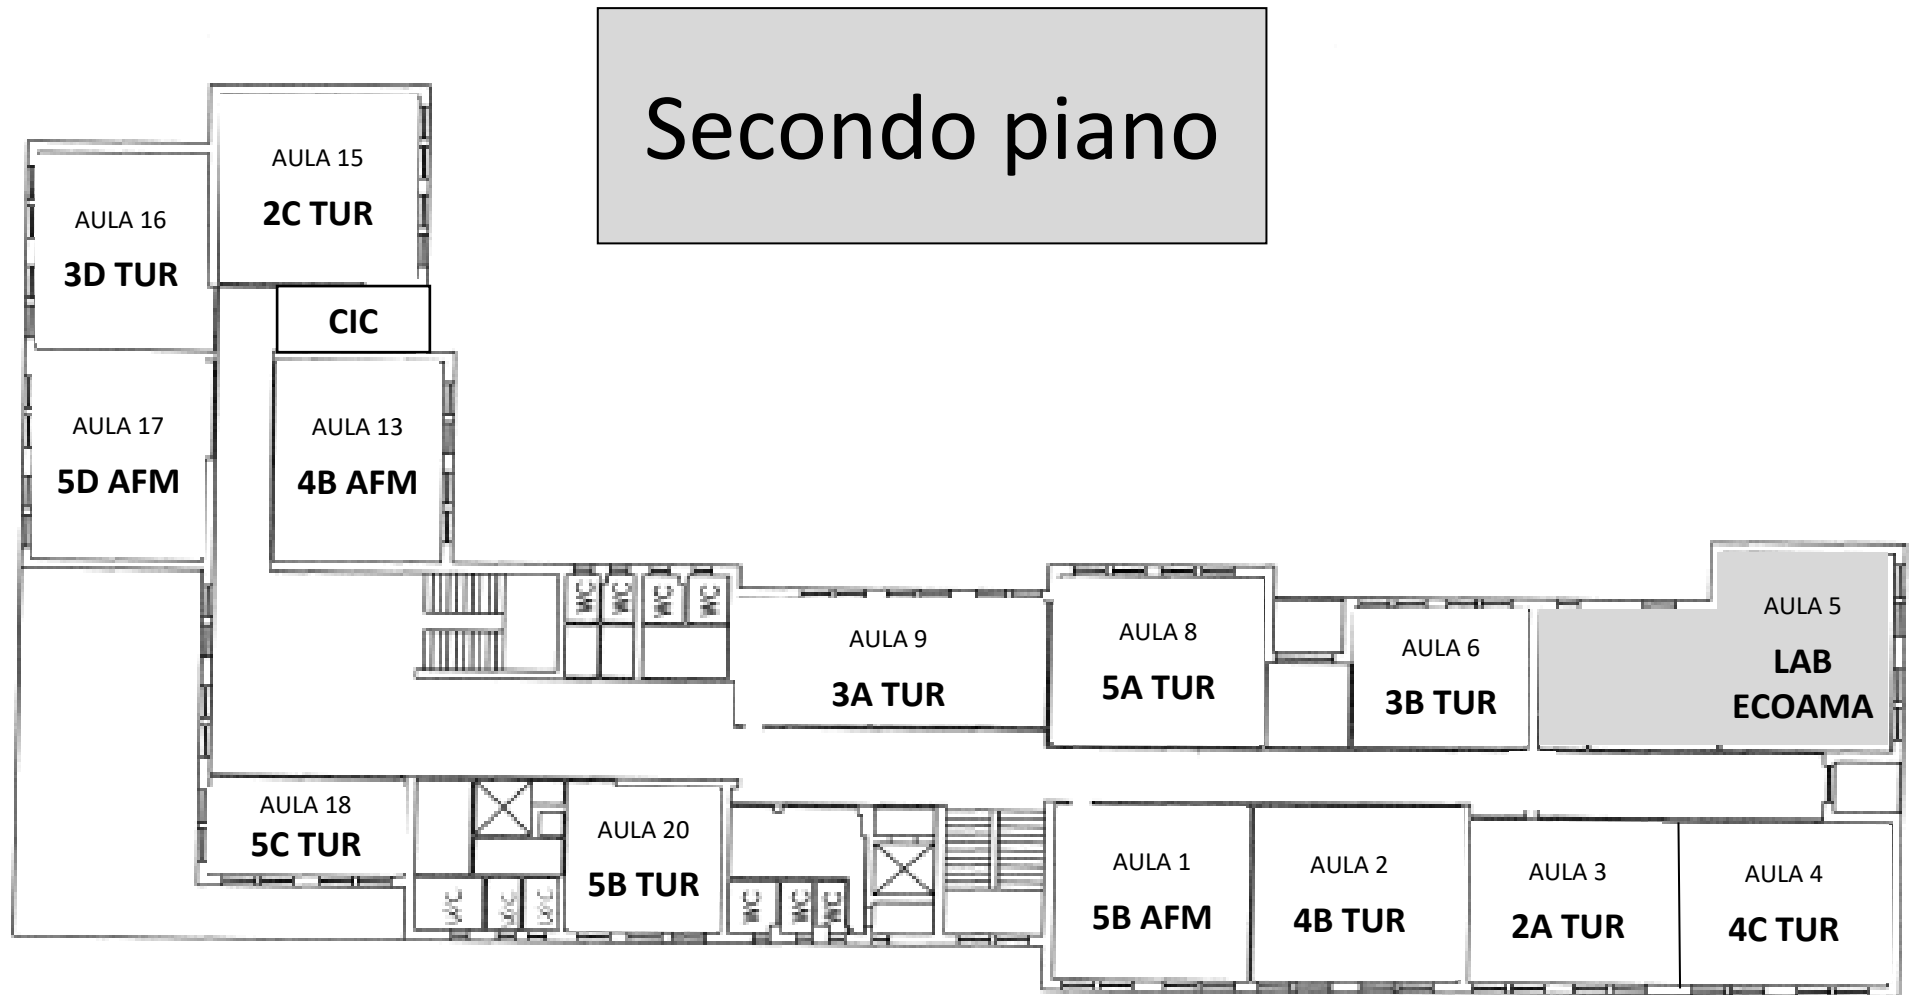 Secondo piano
AULA 15
2C TUR
AULA 16
3D TUR
CIC
AULA 17
5D AFM
AULA 13
4B AFM
WC
WC
WC
WC
AULA 9
3A TUR
AULA 8
5A TUR
AULA 6
3B TUR
AULA 5
LAB
ECOAMA
AULA 18
5C TUR
AULA 20
5B TUR
WC
WC
WC
WC
WC
WC
AULA 1
5B AFM
AULA 2
4B TUR
AULA 3
2A TUR
AULA 4
4C TUR